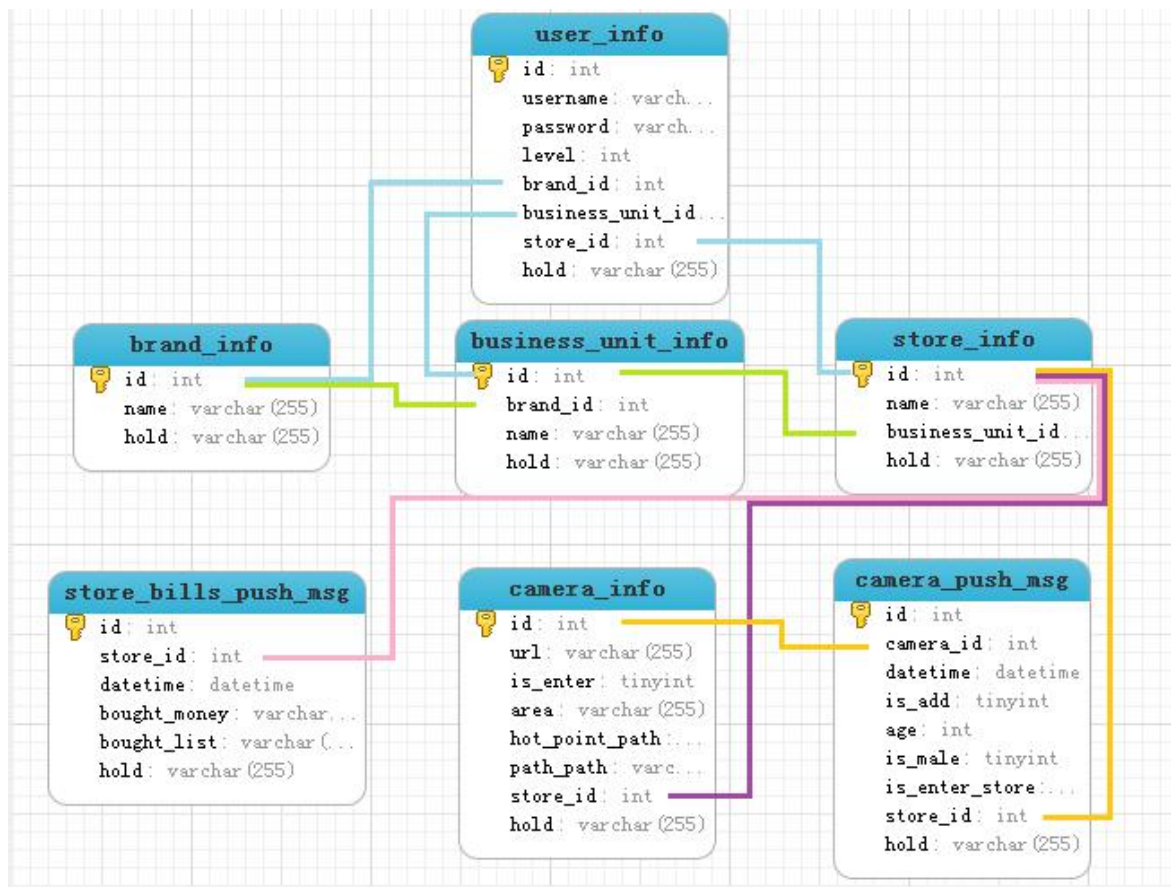 user_info
id: int
username: varch...
password: varch...
level: int
brand_id: int
business_unit_id...
store_id: int
hold: varchar(255)
brand_info
id: int
name: varchar(255)
hold: varchar(255)
business_unit_info
id: int
brand_id: int
name: varchar(255)
hold: varchar(255)
store_info
id: int
name: varchar(255)
business_unit_id...
hold: varchar(255)
store_bills_push_msg
id: int
store_id: int
datetime: datetime
bought_money: varchar...
bought_list: varchar(...
hold: varchar(255)
camera_info
id: int
url: varchar(255)
is_enter: tinyint
area: varchar(255)
hot_point_path:...
path_path: varc...
store_id: int
hold: varchar(255)
camera_push_msg
id: int
camera_id: int
datetime: datetime
is_add: tinyint
age: int
is_male: tinyint
is_enter_store:...
store_id: int
hold: varchar(255)